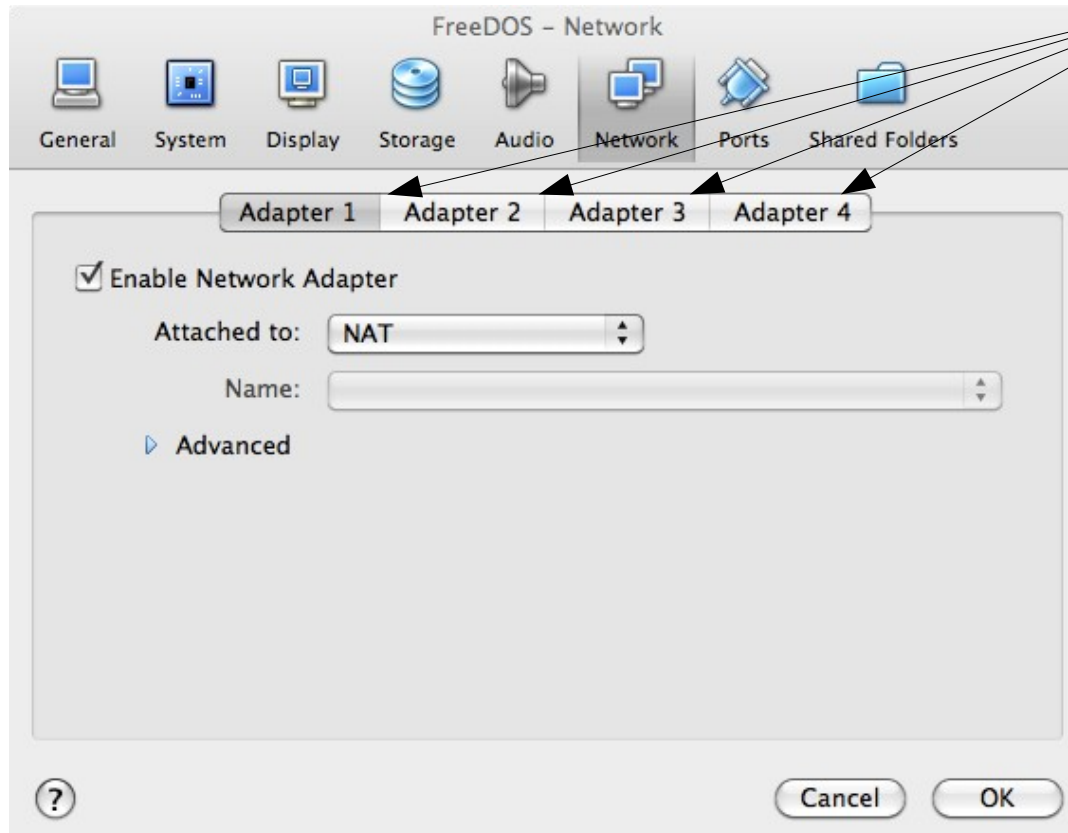 FreeDOS – Network
General System Display Storage Audio Network Ports Shared Folders
Adapter 1 Adapter 2 Adapter 3 Adapter 4
Enable Network Adapter
Attached to: NAT
Name:
Advanced
? Cancel OK